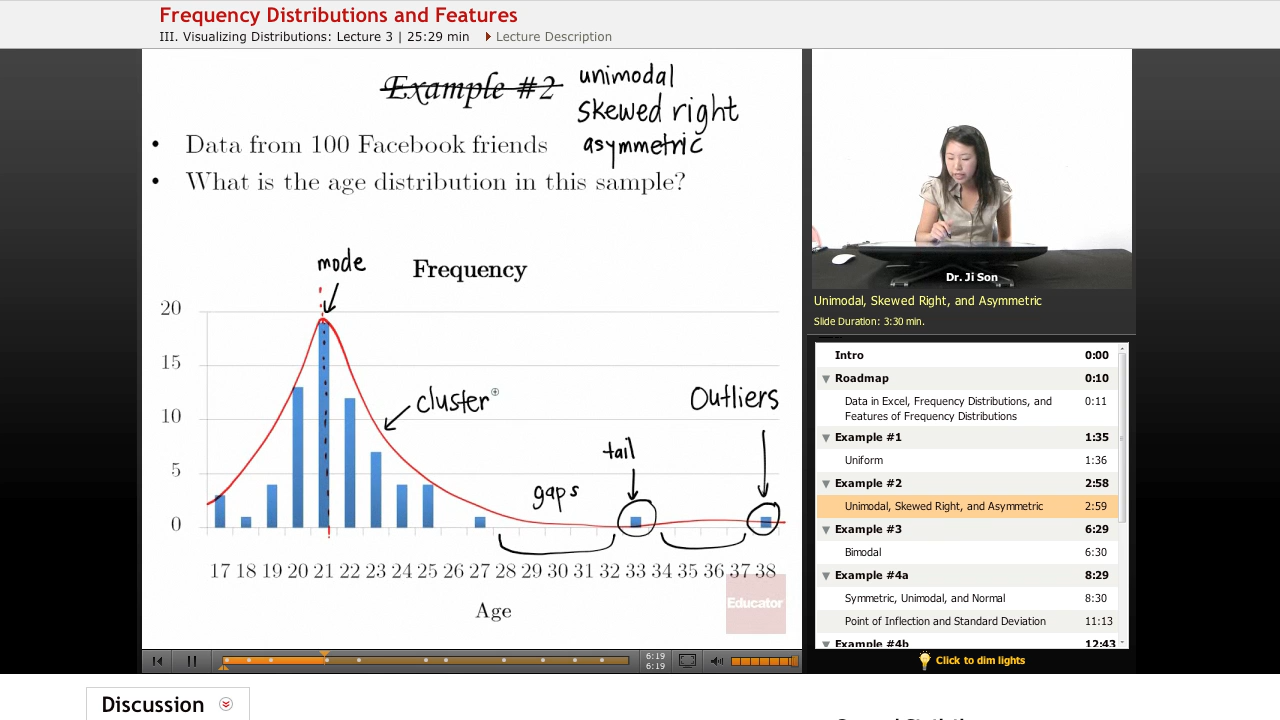 Frequency Distributions and Features
III. Visualizing Distributions: Lecture 3 | 25:29 min Lecture Description
Example #2 unimodal
skewed right
• Data from 100 Facebook friends asymmetric
• What is the age distribution in this sample?
mode Frequency
20
15
10
5
0
cluster
Outliers
tail
gaps
17 18 19 20 21 22 23 24 25 26 27 28 29 30 31 32 33 34 35 36 37 38
Age
Educator
6:19
6:19
Dr. Ji Son
Unimodal, Skewed Right, and Asymmetric
Slide Duration: 3:30 min.
Intro 0:00
Roadmap 0:10
Data in Excel, Frequency Distributions, and 0:11
Features of Frequency Distributions
Example #1 1:35
Uniform 1:36
Example #2 2:58
Unimodal, Skewed Right, and Asymmetric 2:59
Example #3 6:29
Bimodal 6:30
Example #4a 8:29
Symmetric, Unimodal, and Normal 8:30
Point of Inflection and Standard Deviation 11:13
Example #4b 12:43
Click to dim lights
Discussion